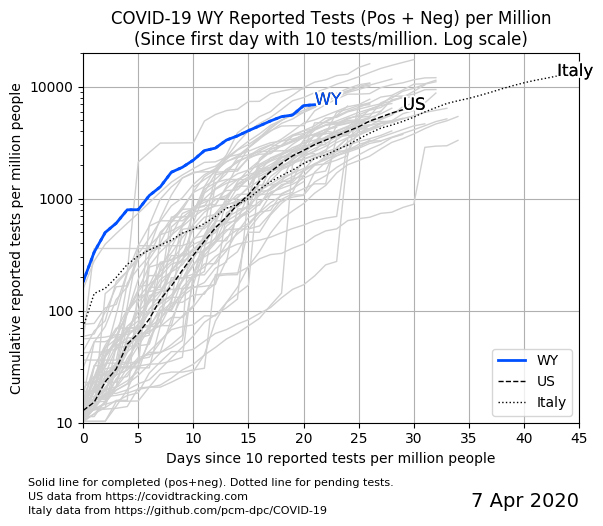 COVID-19 WY Reported Tests (Pos + Neg) per Million
(Since first day with 10 tests/million. Log scale)
Cumulative reported tests per million people
10000
1000
100
10
WY
US
Italy
WY
US
Italy
0 5 10 15 20 25 30 35 40 45
Days since 10 reported tests per million people
Solid line for completed (pos+neg). Dotted line for pending tests.
US data from https://covidtracking.com
Italy data from https://github.com/pcm-dpc/COVID-19
7 Apr 2020